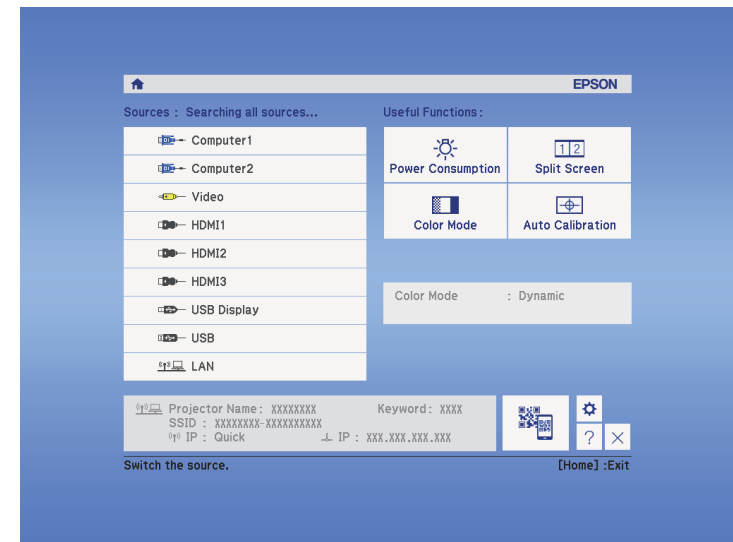 EPSON
Sources : Searching all sources...
Computer1
Computer2
Video
HDMI1
HDMI2
HDMI3
USB Display
USB
LAN
Useful Functions:
Power Consumption
1 2
Split Screen
Color Mode
Auto Calibration
Color Mode : Dynamic
Projector Name: XXXXXXXX Keyword: XXXX
SSID : XXXXXXXX-XXXXXXXXXX
IP : Quick IP : XXX.XXX.XXX.XXX
?
Switch the source. [Home] :Exit